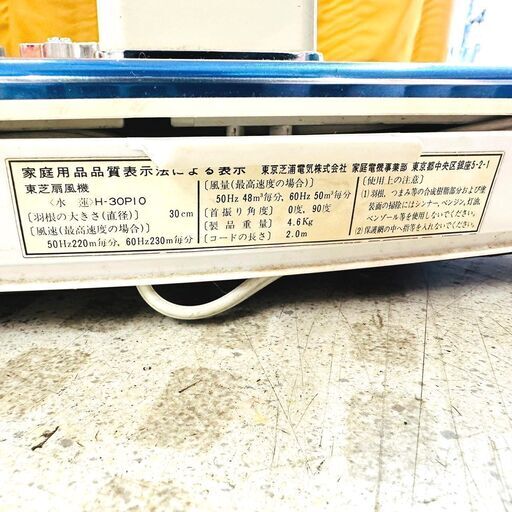 家庭用品品質表示法による表示 東京芝浦電気株式会社 家庭電機事業部 東京都中央区銀座5-2-1
東芝扇風機
〈水 蓮〉H-30P10
〔羽根の大きさ(直径)〕 30cm
〔風速(最高速度の場合)〕
50Hz220m毎分, 60Hz230m毎分
〔風量(最高速度の場合)〕
50Hz 48m³毎分, 60Hz 50m³毎分
〔首振り角度〕 0度, 90度
〔製品重量〕 4.6Kg
〔コードの長さ〕 2.0m
〔使用上の注意〕
(1)羽根、つまみ等の合成樹脂部分および塗
装面の掃除にはシンナー、ベンジン、灯油、
ベンゾール等を使用しないでください。
(2)保護網の中へ指等を入れないでください。